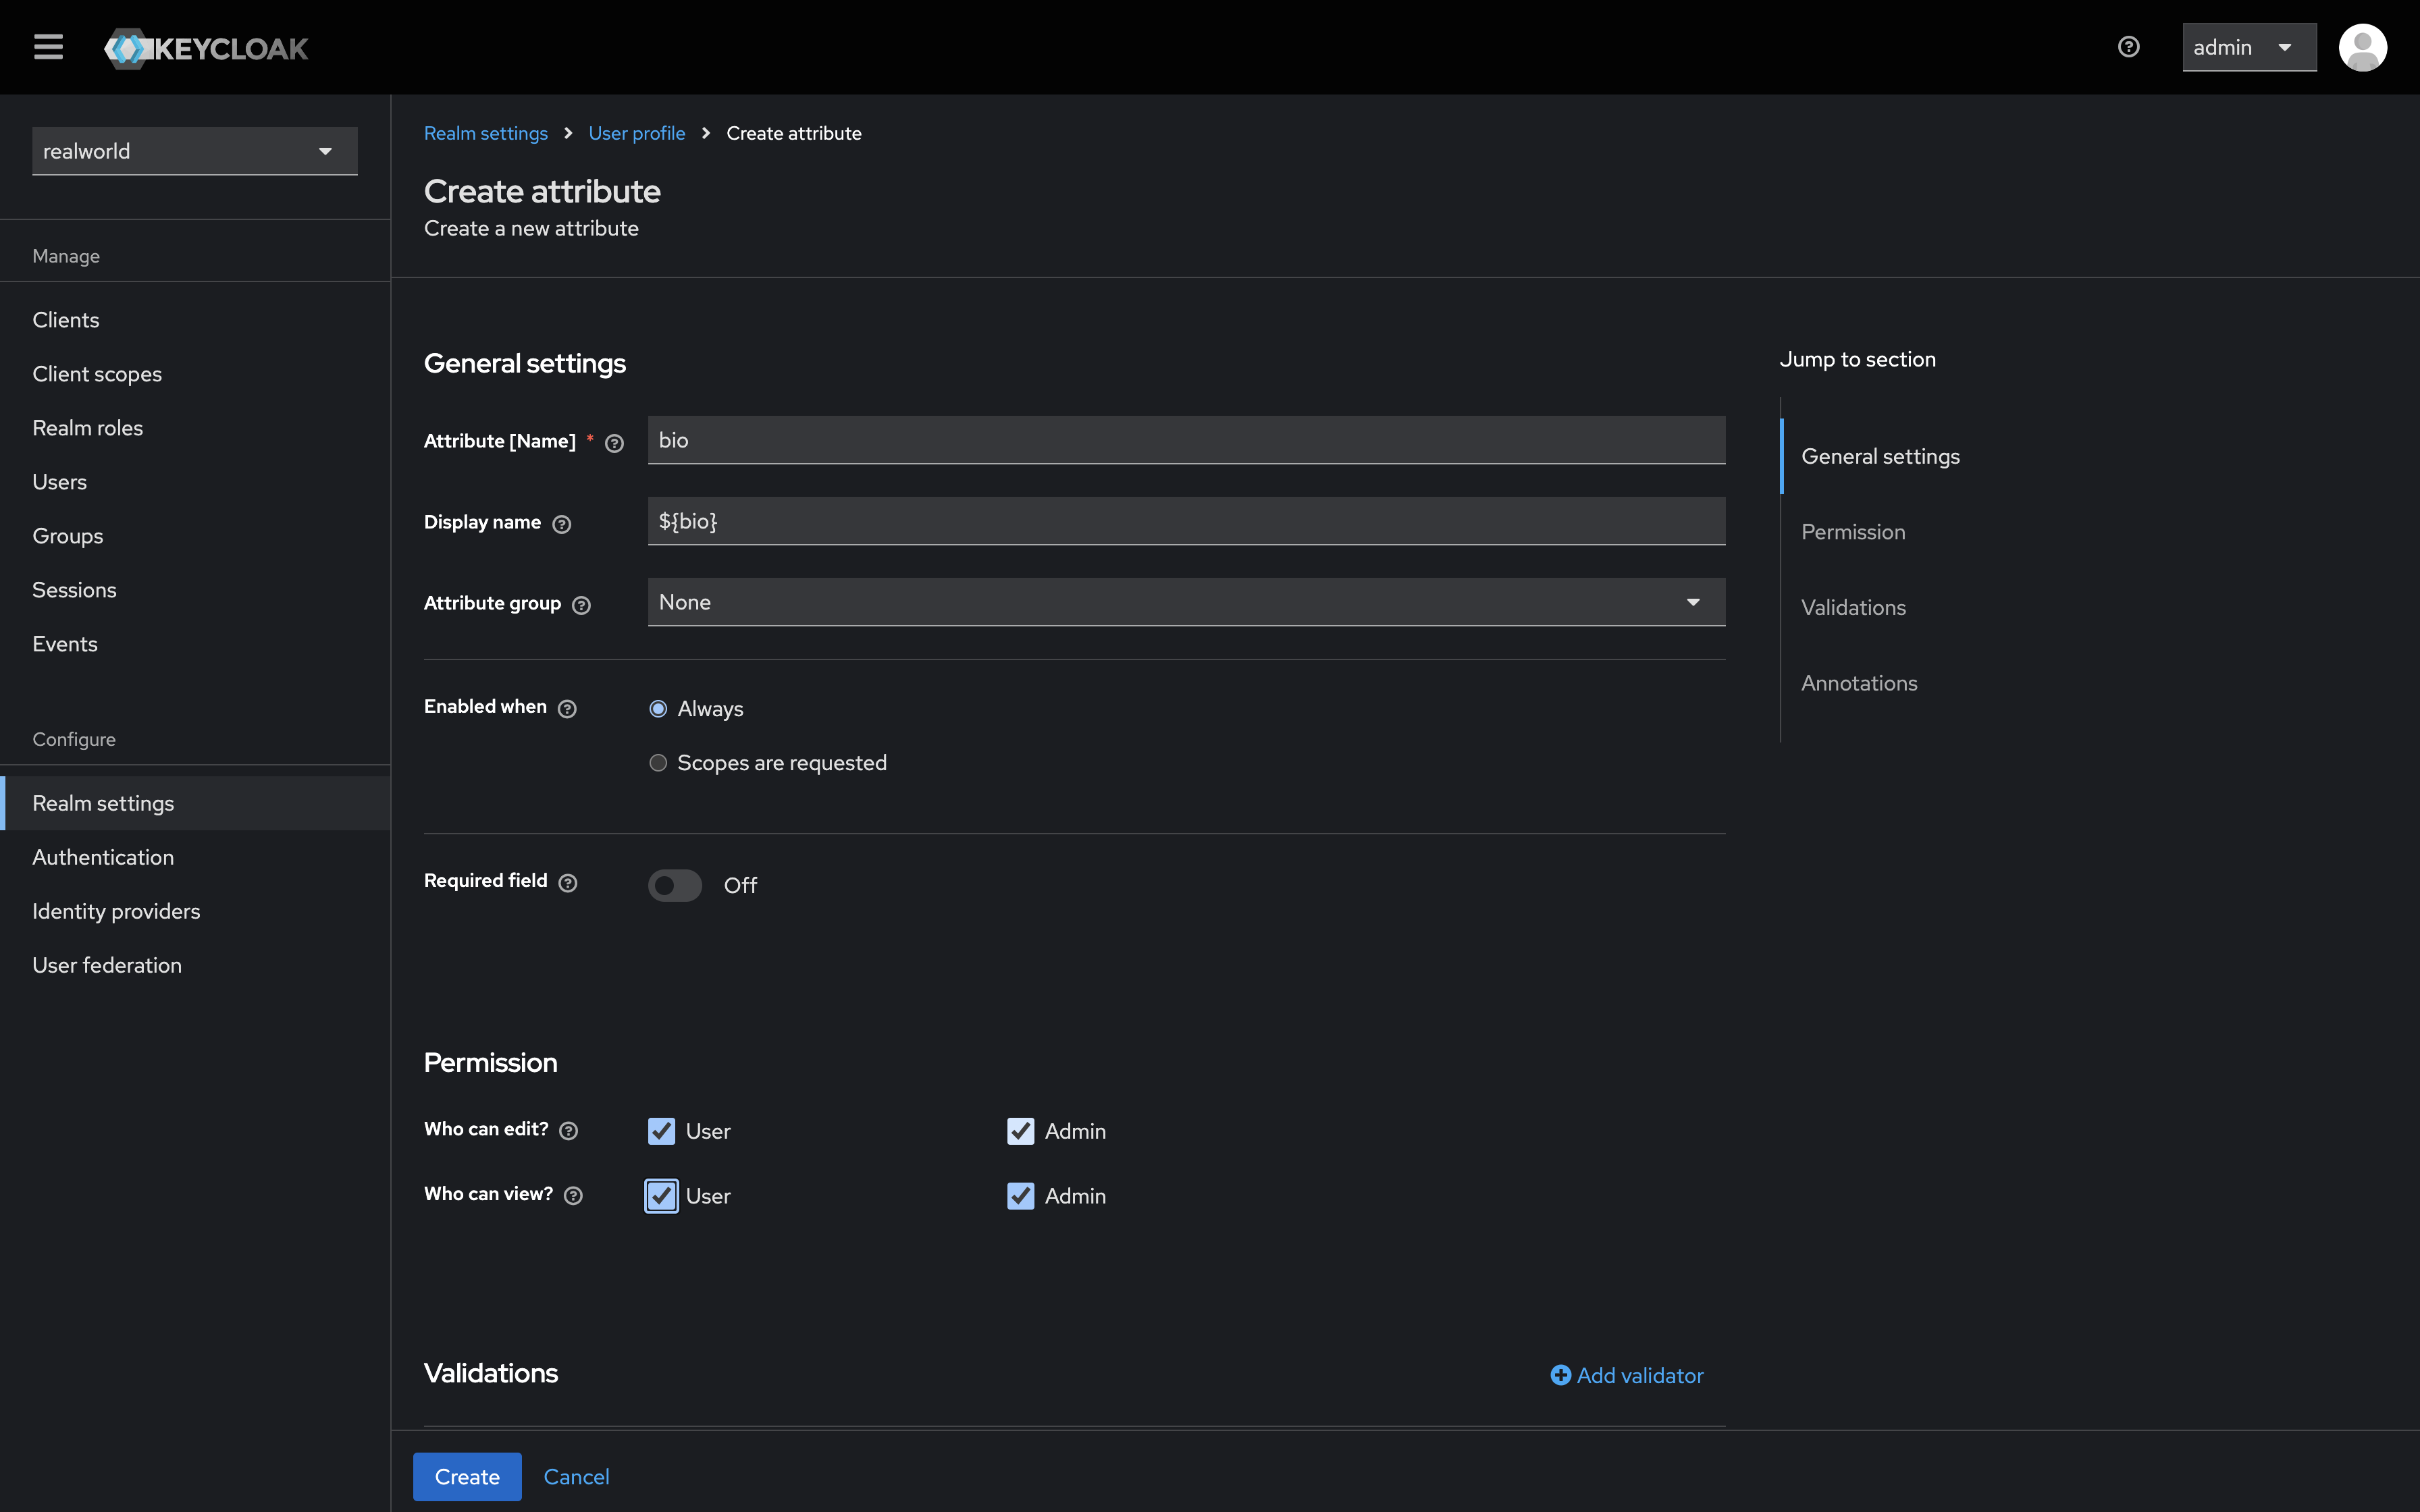 KEYCLOAK
admin
realworld
Manage
Clients
Client scopes
Realm roles
Users
Groups
Sessions
Events
Configure
Realm settings
Authentication
Identity providers
User federation
Realm settings > User profile > Create attribute
Create attribute
Create a new attribute
General settings
Attribute [Name] *
bio
Display name
${bio}
Attribute group
None
Enabled when
Always
Scopes are requested
Required field
Off
Permission
Who can edit?
User
Admin
Who can view?
User
Admin
Validations
Add validator
Create
Cancel
Jump to section
General settings
Permission
Validations
Annotations